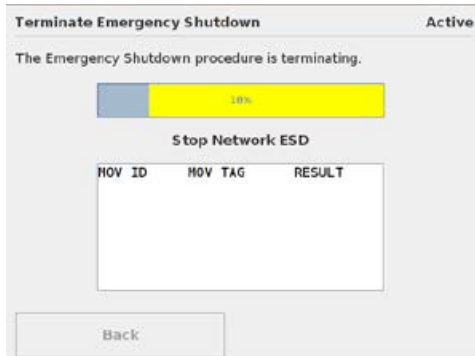 Terminate Emergency Shutdown Active
The Emergency Shutdown procedure is terminating.
18%
Stop Network ESD
MOV ID MOV TAG RESULT
Back